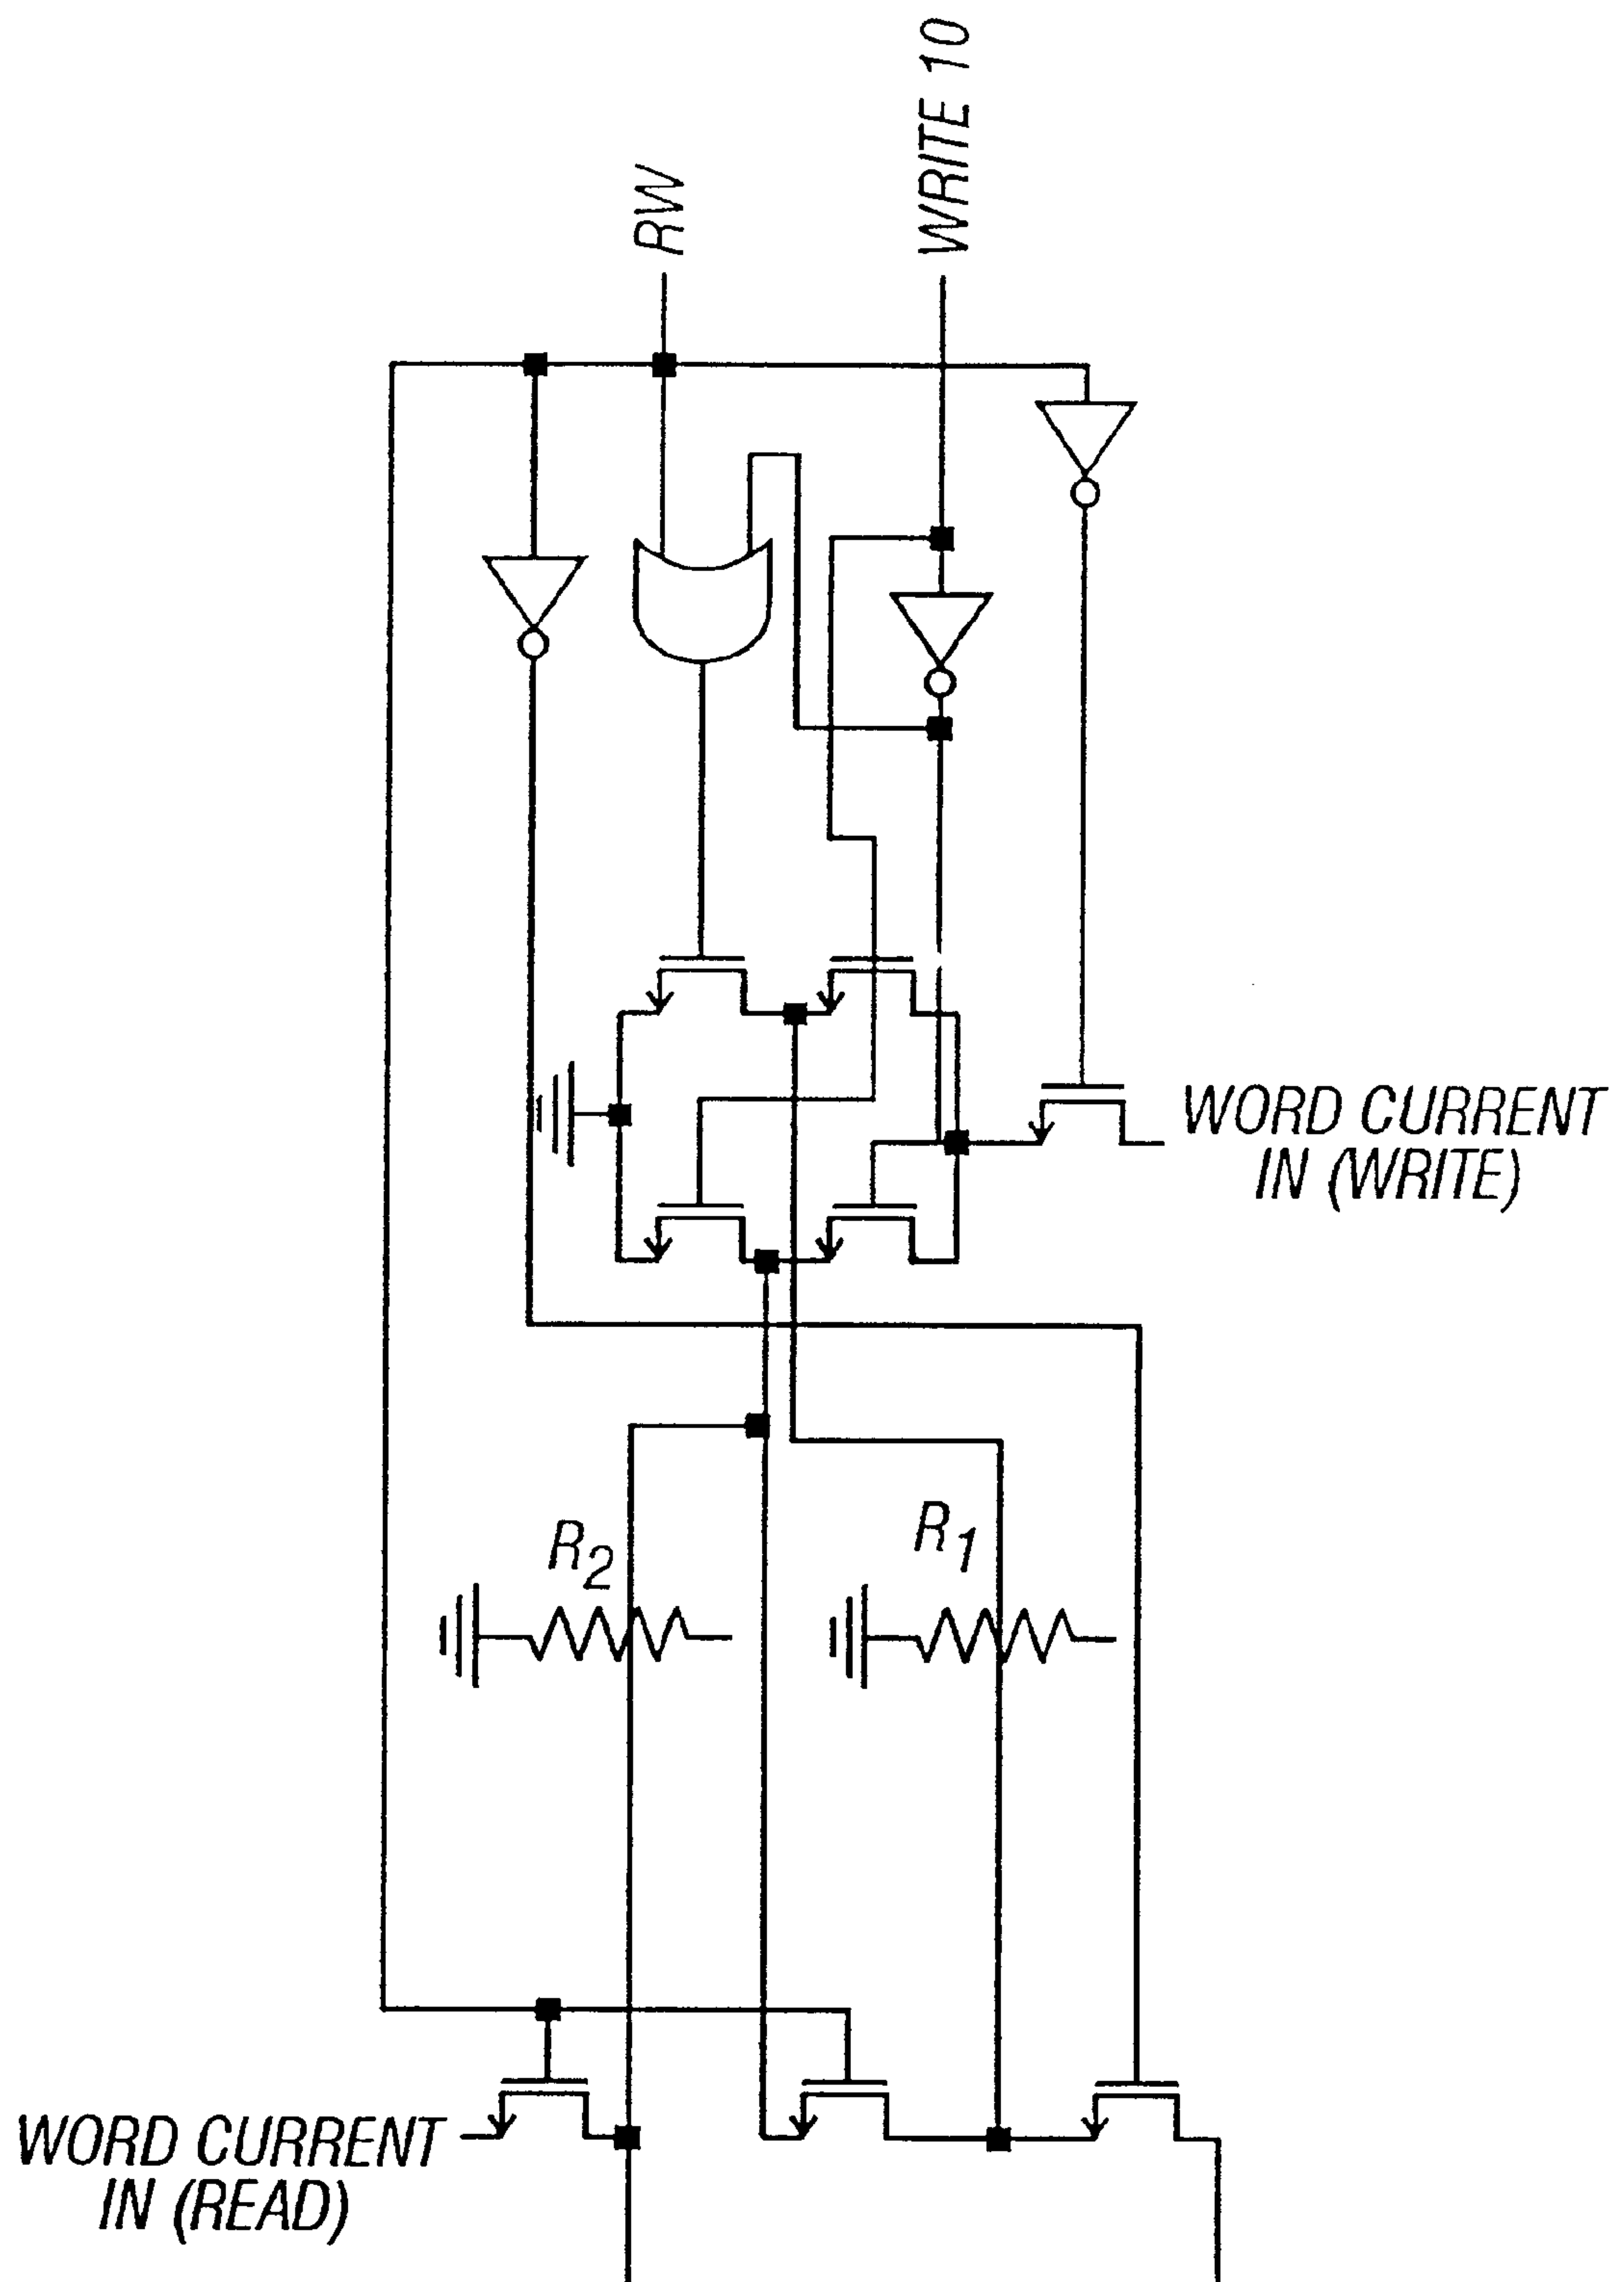 RW
WRITE 10
WORD CURRENT
IN (WRITE)
R2
R1
WORD CURRENT
IN (READ)